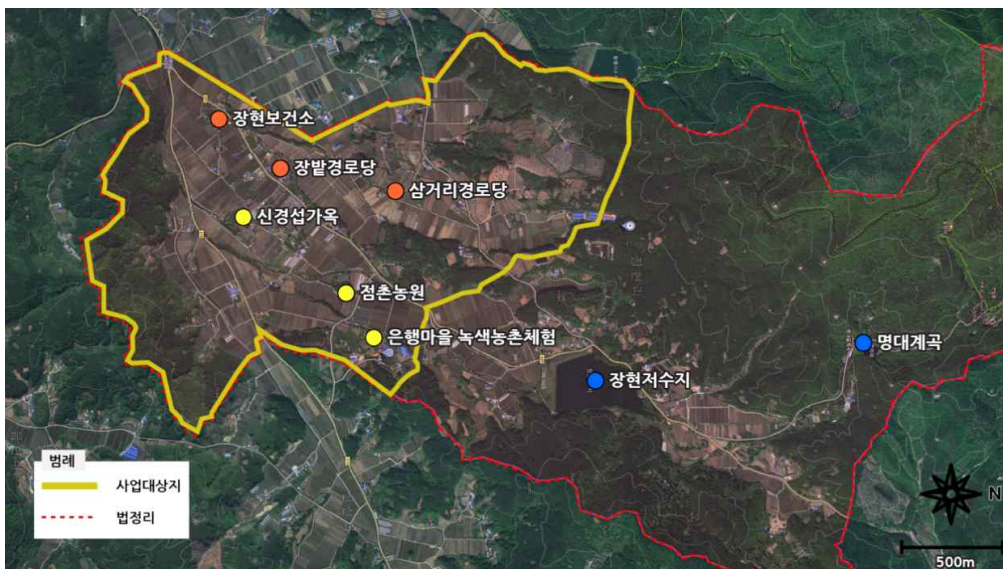 장현보건소
장밭경로당
삼거리경로당
신경섭가옥
점촌농원
은행마을 녹색농촌체험
명대계곡
장현저수지
범례
사업대상지
법정리
N
500m